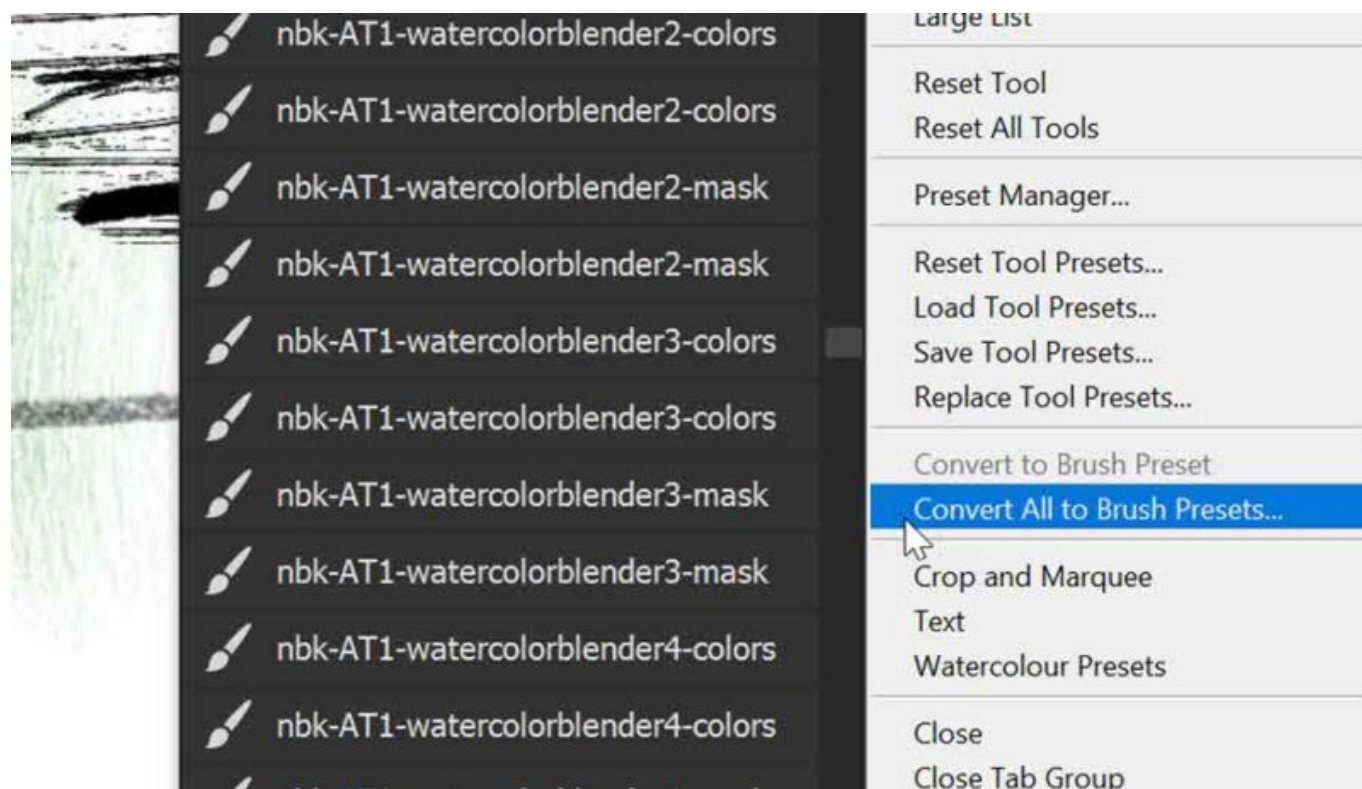 nbk-AT1-watercolorblender2-colors
nbk-AT1-watercolorblender2-colors
nbk-AT1-watercolorblender2-mask
nbk-AT1-watercolorblender2-mask
nbk-AT1-watercolorblender3-colors
nbk-AT1-watercolorblender3-colors
nbk-AT1-watercolorblender3-mask
nbk-AT1-watercolorblender3-mask
nbk-AT1-watercolorblender4-colors
nbk-AT1-watercolorblender4-colors
Large List
Reset Tool
Reset All Tools
Preset Manager...
Reset Tool Presets...
Load Tool Presets...
Save Tool Presets...
Replace Tool Presets...
Convert to Brush Preset
Convert All to Brush Presets...
Crop and Marquee
Text
Watercolour Presets
Close
Close Tab Group